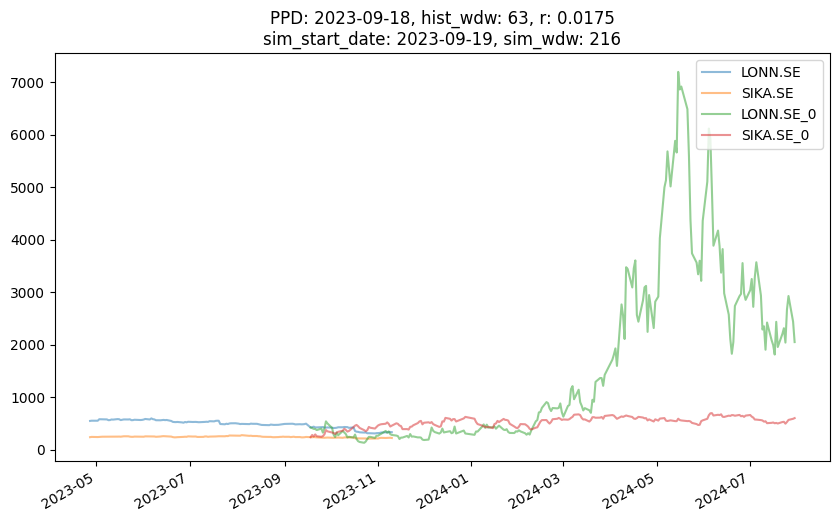 PPD: 2023-09-18, hist_wdw: 63, r: 0.0175
sim_start_date: 2023-09-19, sim_wdw: 216
LONN.SE
SIKA.SE
LONN.SE_0
SIKA.SE_0
7000
6000
5000
4000
3000
2000
1000
0
2023-05
2023-07
2023-09
2023-11
2024-01
2024-03
2024-05
2024-07